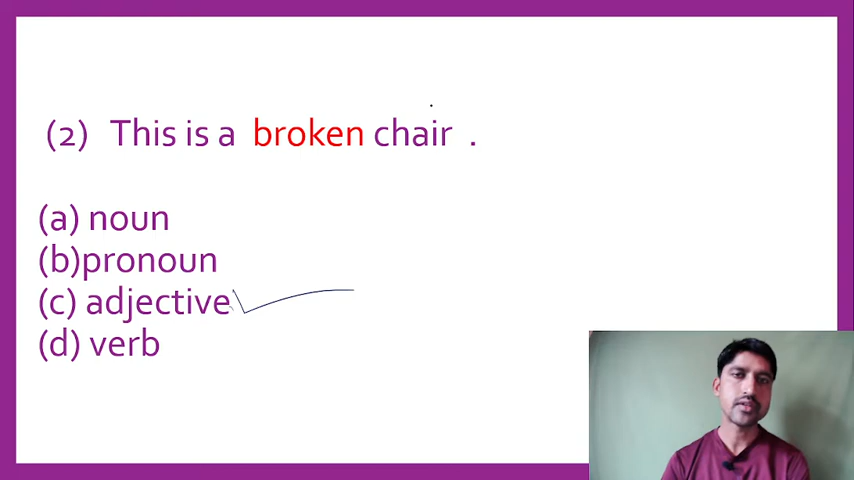 (2) This is a broken chair .
(a) noun
(b)pronoun
(c) adjective
(d) verb